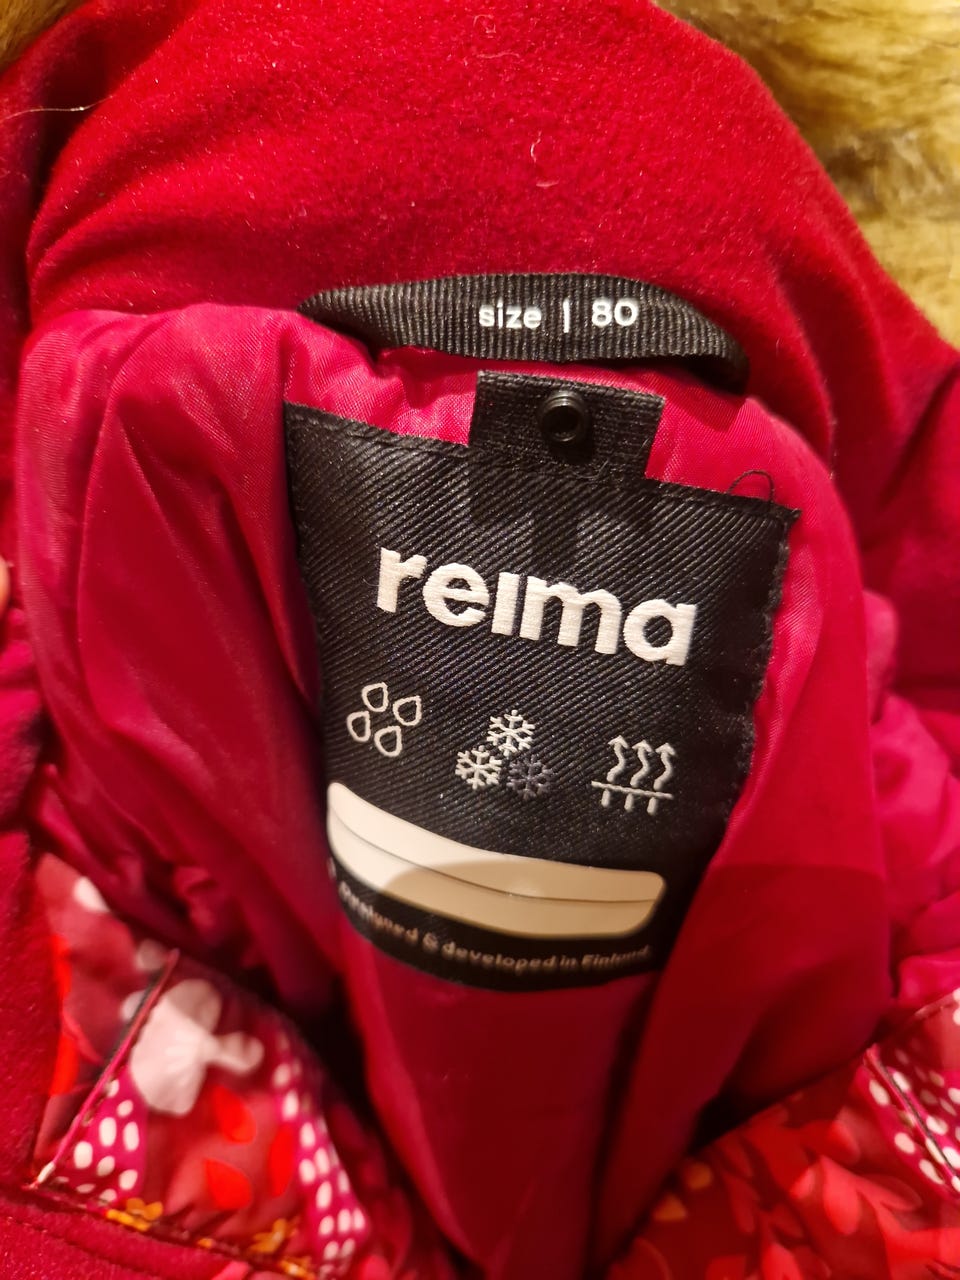 size | 80
reima
Designed & developed in Finland